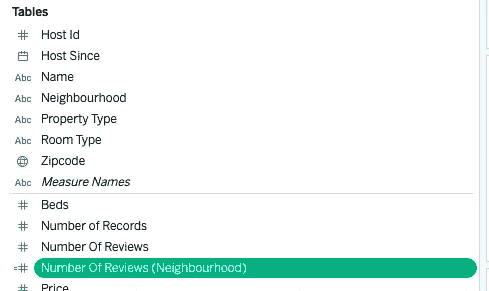 Tables
# Host Id
Host Since
Abc Name
Abc Neighbourhood
Abc Property Type
Abc Room Type
Zipcode
Abc Measure Names
# Beds
# Number of Records
# Number Of Reviews
=# Number Of Reviews (Neighbourhood)
# Price